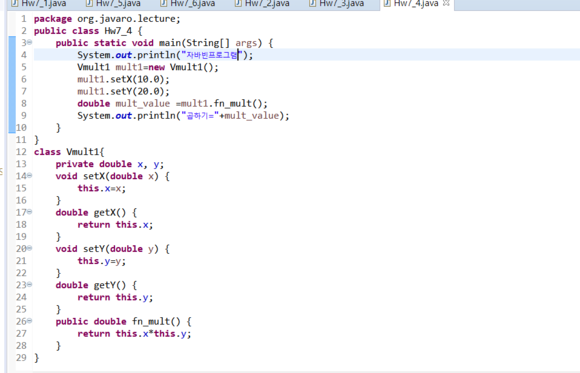 Hw7_1.java Hw7_5.java Hw7_6.java Hw7_2.java Hw7_3.java Hw7_4.java
1 package org.javaro.lecture;
2 public class Hw7_4 {
3 public static void main(String[] args) {
4 System.out.println("자바빈프로그램");
5 Vmult1 mult1=new Vmult1();
6 mult1.setX(10.0);
7 mult1.setY(20.0);
8 double mult_value =mult1.fn_mult();
9 System.out.println("곱하기="+mult_value);
10 }
11 }
12 class Vmult1{
13 private double x, y;
14 void setX(double x) {
15 this.x=x;
16 }
17 double getX() {
18 return this.x;
19 }
20 void setY(double y) {
21 this.y=y;
22 }
23 double getY() {
24 return this.y;
25 }
26 public double fn_mult() {
27 return this.x*this.y;
28 }
29 }